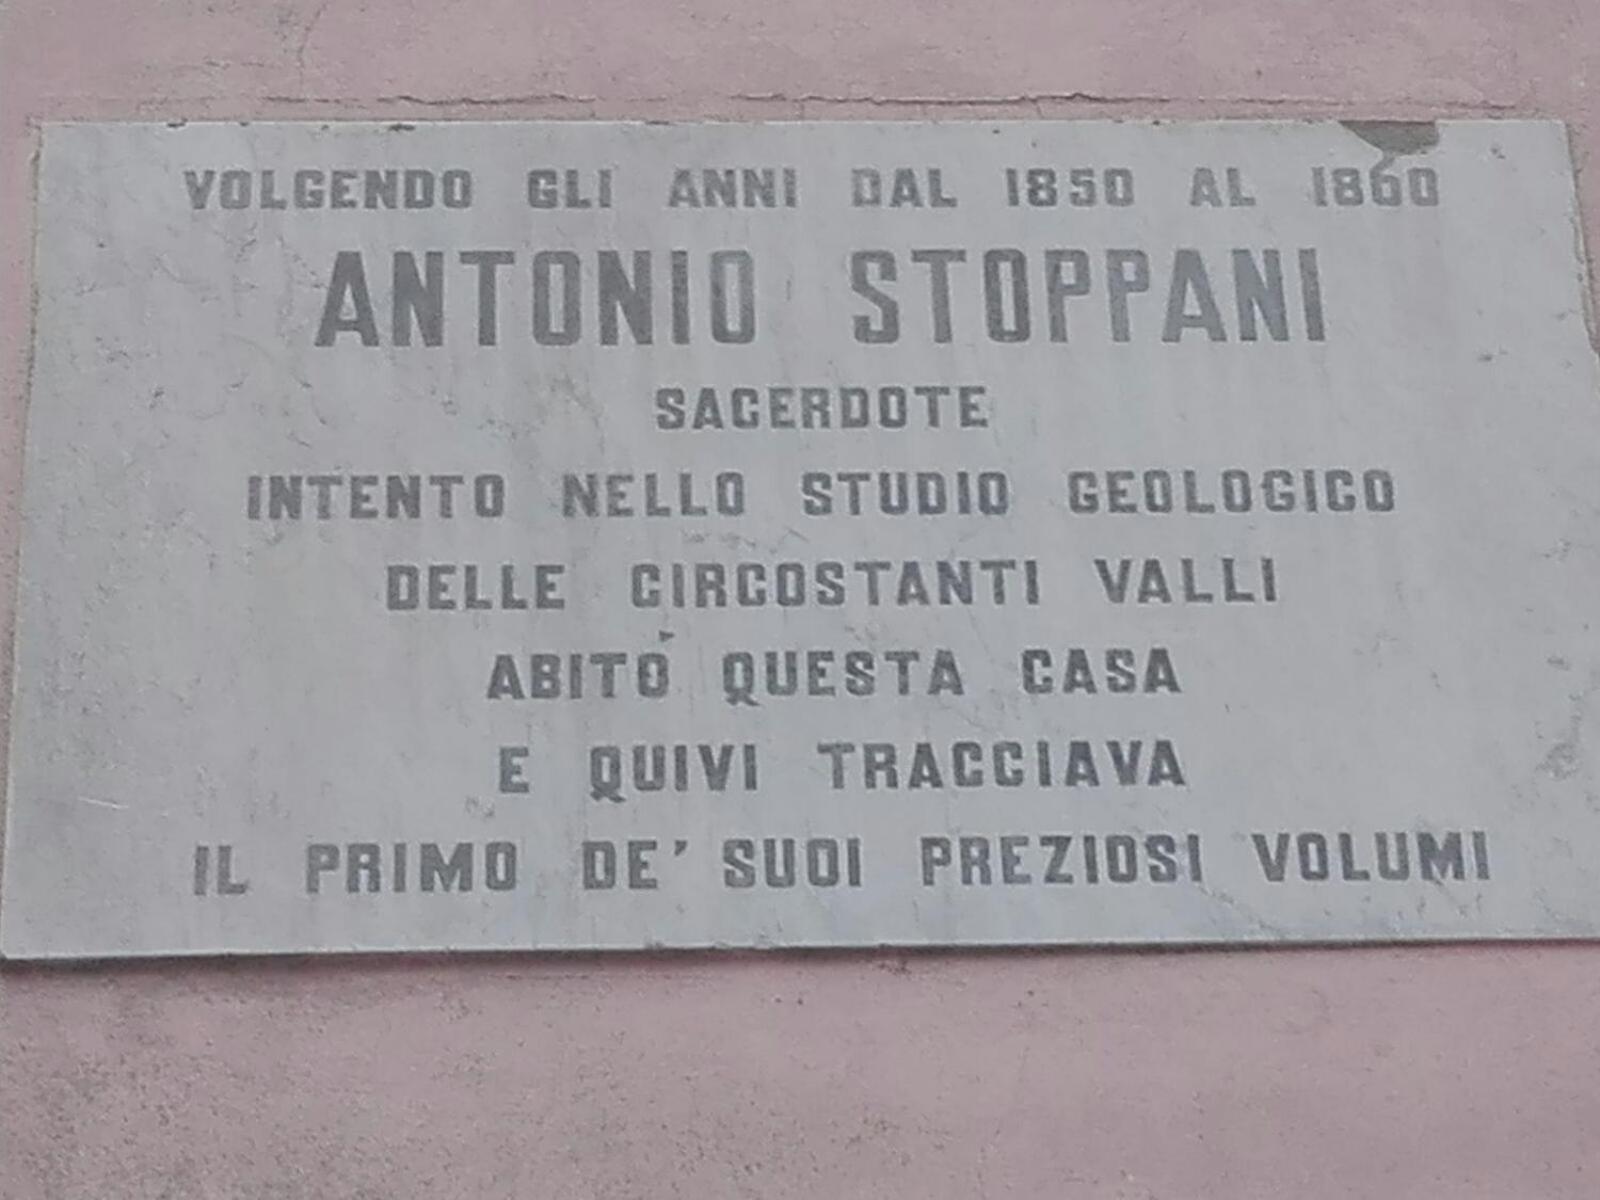 VOLGENDO GLI ANNI DAL 1850 AL 1860
ANTONIO STOPPANI
SACERDOTE
INTENTO NELLO STUDIO GEOLOGICO
DELLE CIRCOSTANTI VALLI
ABITÒ QUESTA CASA
E QUIVI TRACCIAVA
IL PRIMO DE' SUOI PREZIOSI VOLUMI